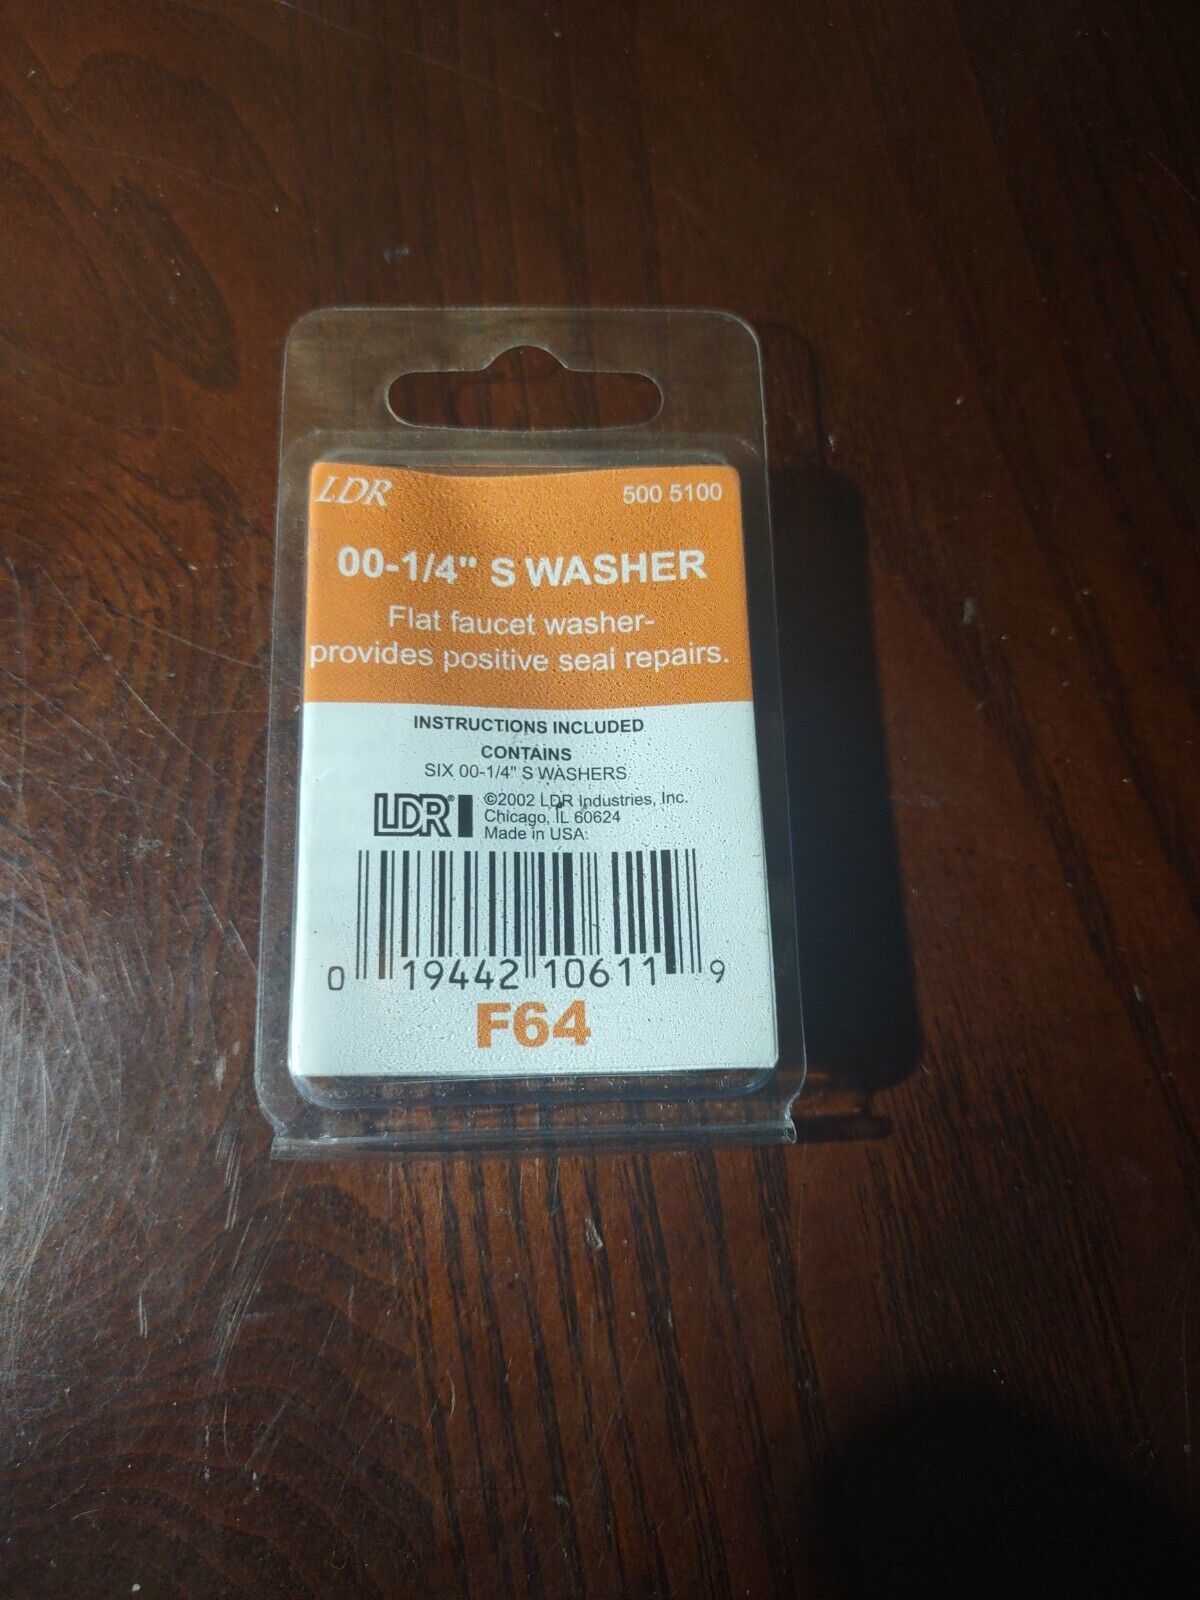 LDR 500 5100
00-1/4" S WASHER
Flat faucet washer-
provides positive seal repairs.
INSTRUCTIONS INCLUDED
CONTAINS
SIX 00-1/4" S WASHERS
LDR® ©2002 LDR Industries, Inc.
Chicago, IL 60624
Made in USA:
0 19442 10611 9
F64